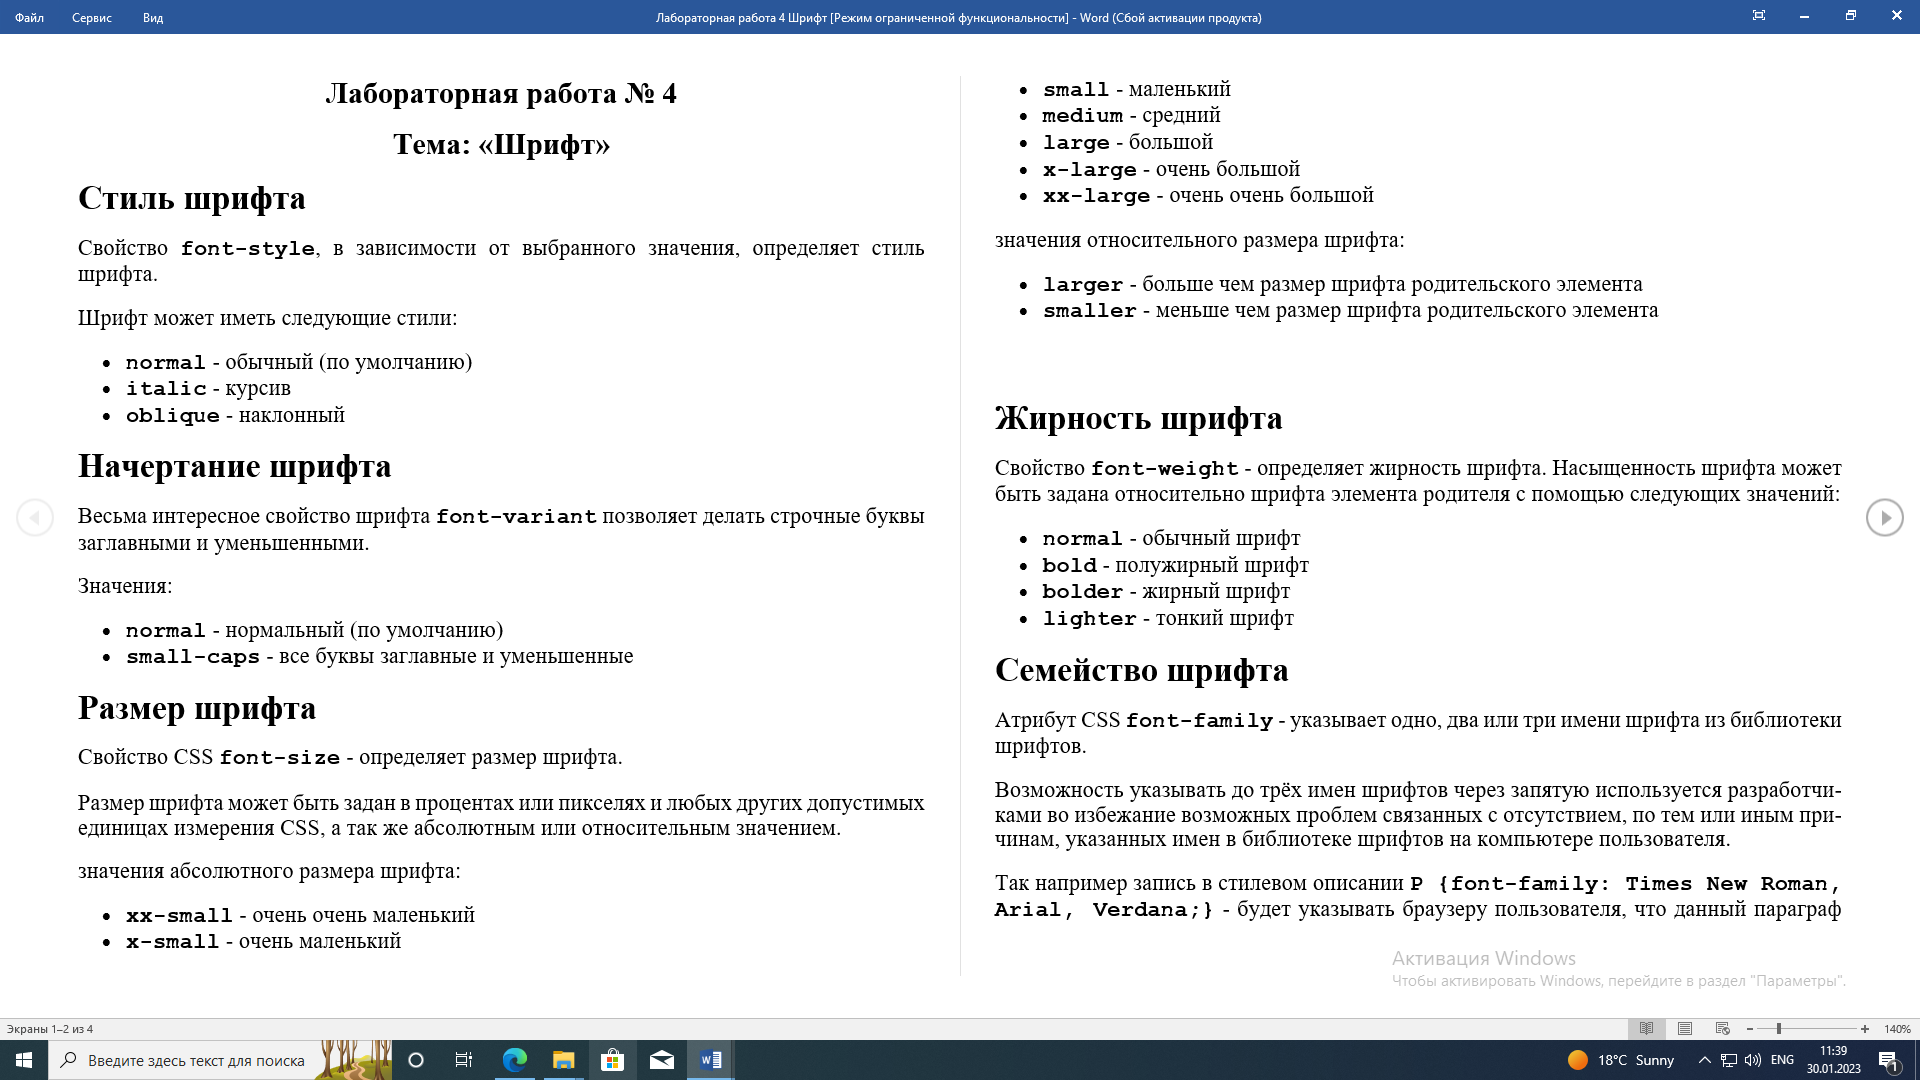 Файл Сервис Вид Лабораторная работа 4 Шрифт [Режим ограниченной функциональности] - Word (Сбой активации продукта)
Лабораторная работа № 4
Тема: «Шрифт»
Стиль шрифта
Свойство font-style, в зависимости от выбранного значения, определяет стиль
шрифта.
Шрифт может иметь следующие стили:
• normal - обычный (по умолчанию)
• italic - курсив
• oblique - наклонный
Начертание шрифта
Весьма интересное свойство шрифта font-variant позволяет делать строчные буквы
заглавными и уменьшенными.
Значения:
• normal - нормальный (по умолчанию)
• small-caps - все буквы заглавные и уменьшенные
Размер шрифта
Свойство CSS font-size - определяет размер шрифта.
Размер шрифта может быть задан в процентах или пикселях и любых других допустимых
единицах измерения CSS, а так же абсолютным или относительным значением.
значения абсолютного размера шрифта:
• xx-small - очень очень маленький
• x-small - очень маленький
• small - маленький
• medium - средний
• large - большой
• x-large - очень большой
• xx-large - очень очень большой
значения относительного размера шрифта:
• larger - больше чем размер шрифта родительского элемента
• smaller - меньше чем размер шрифта родительского элемента
Жирность шрифта
Свойство font-weight - определяет жирность шрифта. Насыщенность шрифта может
быть задана относительно шрифта элемента родителя с помощью следующих значений:
• normal - обычный шрифт
• bold - полужирный шрифт
• bolder - жирный шрифт
• lighter - тонкий шрифт
Семейство шрифта
Атрибут CSS font-family - указывает одно, два или три имени шрифта из библиотеки
шрифтов.
Возможность указывать до трёх имен шрифтов через запятую используется разработчи-
ками во избежание возможных проблем связанных с отсутствием, по тем или иным при-
чинам, указанных имен в библиотеке шрифтов на компьютере пользователя.
Так например запись в стилевом описании P {font-family: Times New Roman,
Arial, Verdana;} - будет указывать браузеру пользователя, что данный параграф
Активация Windows
Чтобы активировать Windows, перейдите в раздел "Параметры".
Экраны 1–2 из 4 140%
Введите здесь текст для поиска 18°C Sunny ENG 11:39
30.01.2023 1